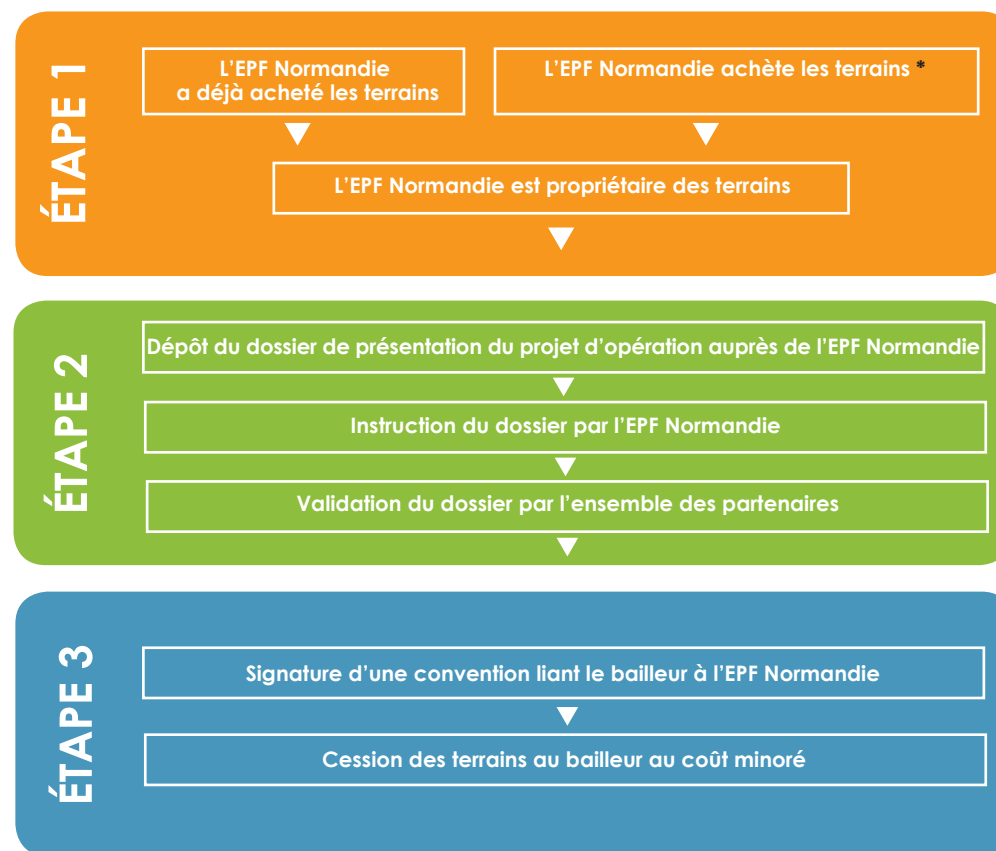 ÉTAPE 1
L'EPF Normandie
a déjà acheté les terrains
L'EPF Normandie achète les terrains *
L'EPF Normandie est propriétaire des terrains
ÉTAPE 2
Dépôt du dossier de présentation du projet d'opération auprès de l'EPF Normandie
Instruction du dossier par l'EPF Normandie
Validation du dossier par l'ensemble des partenaires
ÉTAPE 3
Signature d'une convention liant le bailleur à l'EPF Normandie
Cession des terrains au bailleur au coût minoré